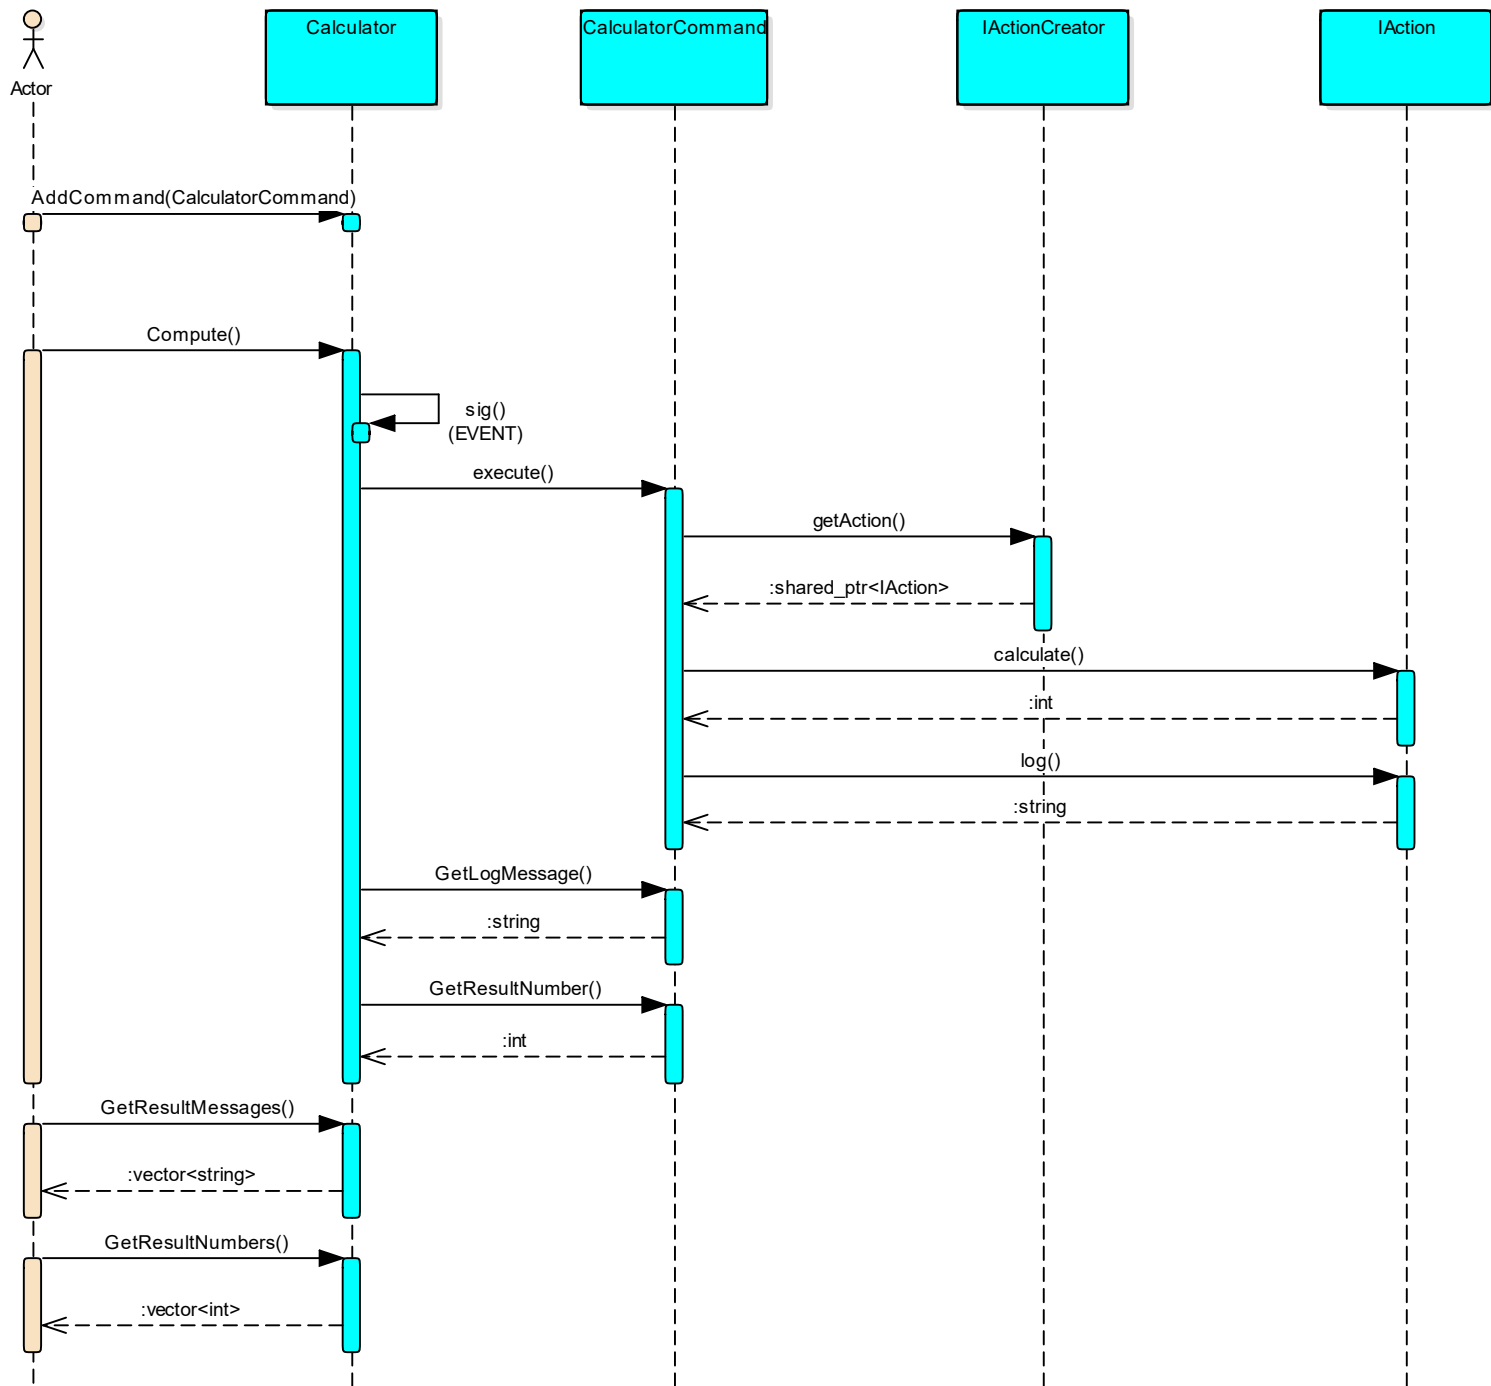 Calculator
CalculatorCommand
IActionCreator
IAction
Actor
AddCommand(CalculatorCommand)
Compute()
sig()
(EVENT)
execute()
getAction()
:shared_ptr<IAction>
calculate()
:int
log()
:string
GetLogMessage()
:string
GetResultNumber()
:int
GetResultMessages()
:vector<string>
GetResultNumbers()
:vector<int>